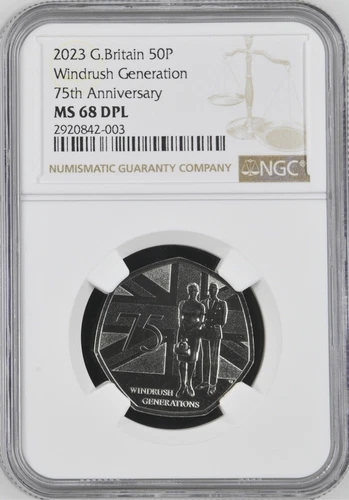 2023 G.Britain 50P
Windrush Generation
75th Anniversary
MS 68 DPL
2920842-003
NUMISMATIC GUARANTY COMPANY
NGC
75
WINDRUSH
GENERATIONS